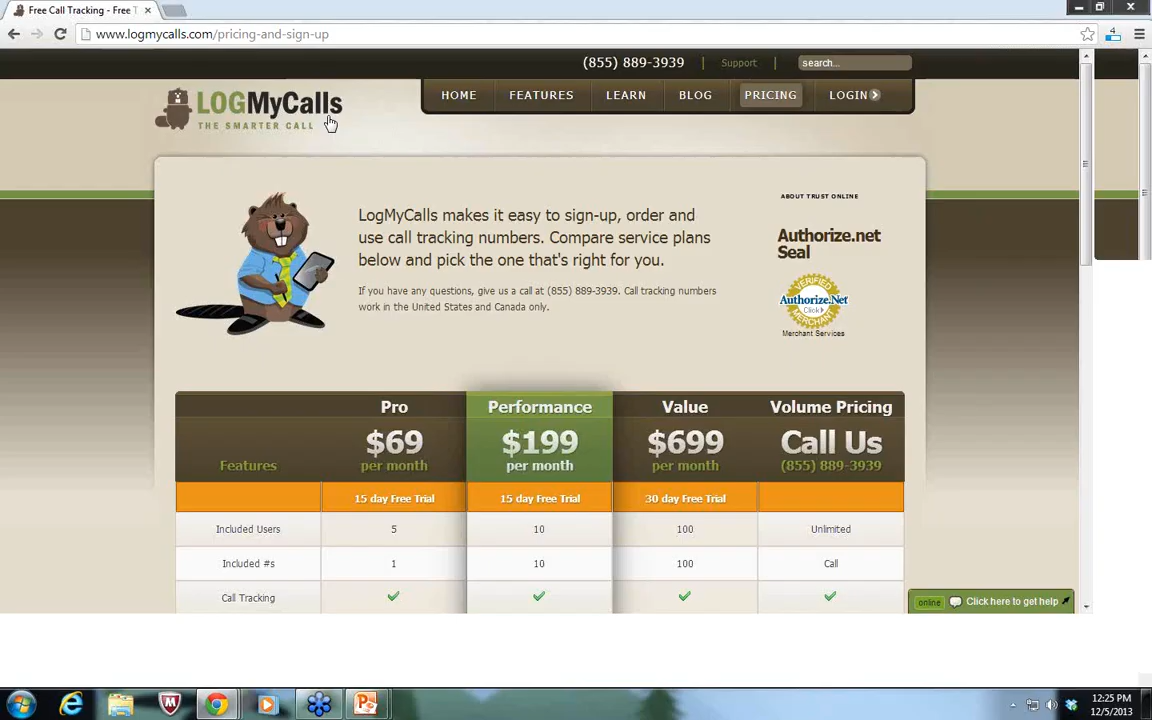 Free Call Tracking - Free T
www.logmycalls.com/pricing-and-sign-up
4
(855) 889-3939 | Support | search...
LOGMyCalls
THE SMARTER CALL
HOME FEATURES LEARN BLOG PRICING LOGIN
LogMyCalls makes it easy to sign-up, order and
use call tracking numbers. Compare service plans
below and pick the one that's right for you.
If you have any questions, give us a call at (855) 889-3939. Call tracking numbers
work in the United States and Canada only.
ABOUT TRUST ONLINE
Authorize.net
Seal
VERIFIED
Authorize.Net
Click
MERCHANT
Merchant Services
Pro Performance Value Volume Pricing
$69 $199 $699 Call Us
Features per month per month per month (855) 889-3939
15 day Free Trial 15 day Free Trial 30 day Free Trial
Included Users 5 10 100 Unlimited
Included #s 1 10 100 Call
Call Tracking
online Click here to get help
12:25 PM
12/5/2013